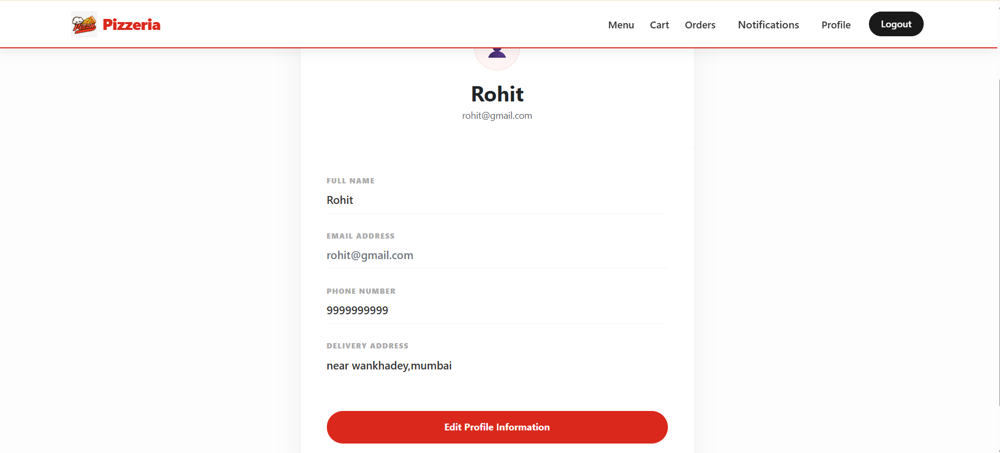 Pizza
Pizzeria
Menu
Cart
Orders
Notifications
Profile
Logout
Rohit
rohit@gmail.com
FULL NAME
Rohit
EMAIL ADDRESS
rohit@gmail.com
PHONE NUMBER
9999999999
DELIVERY ADDRESS
near wankhadey,mumbai
Edit Profile Information